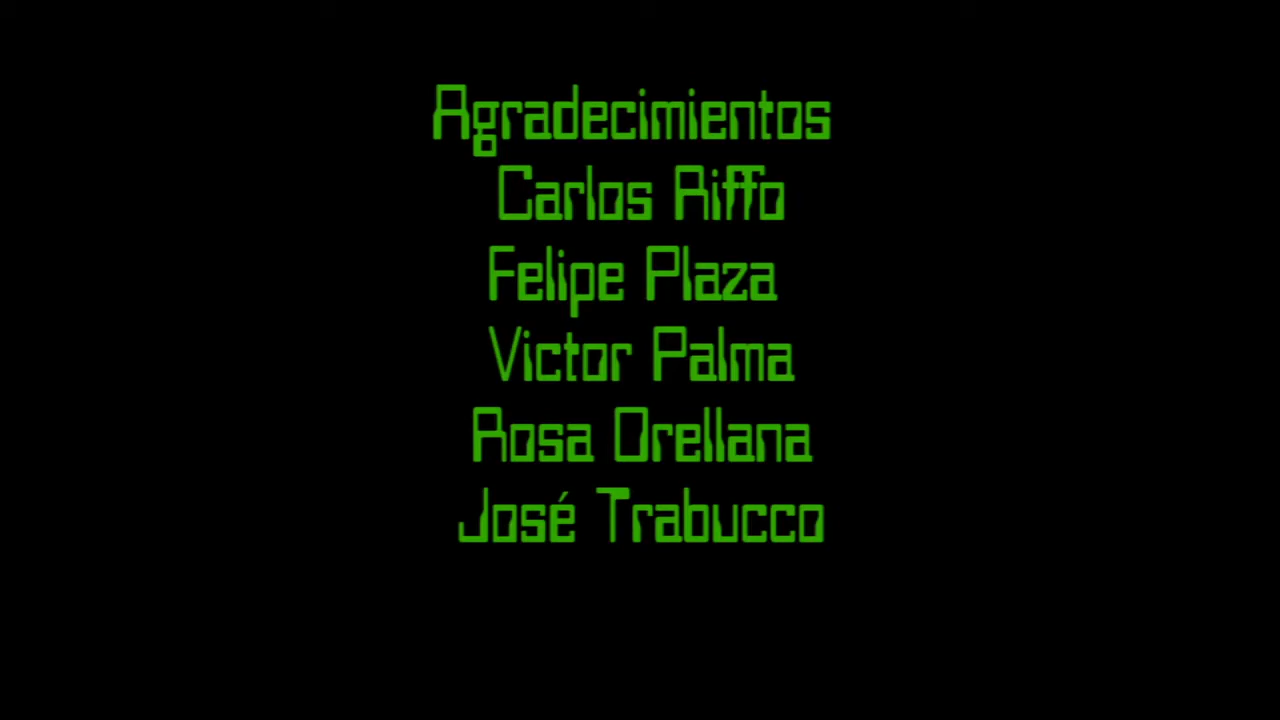 Agradecimientos
Carlos Riffo
Felipe Plaza
Victor Palma
Rosa Orellana
José Trabucco